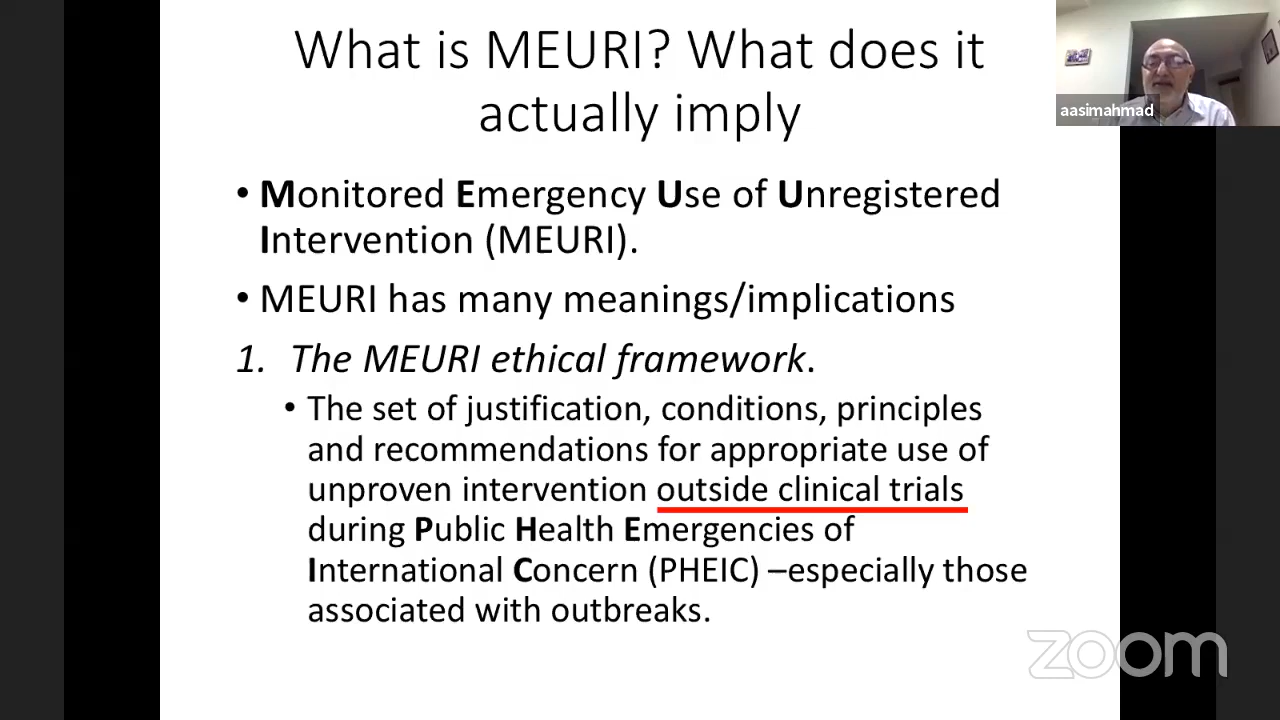 What is MEURI? What does it
actually imply
aasimahmad
• Monitored Emergency Use of Unregistered
Intervention (MEURI).
• MEURI has many meanings/implications
1. The MEURI ethical framework.
• The set of justification, conditions, principles
and recommendations for appropriate use of
unproven intervention outside clinical trials
during Public Health Emergencies of
International Concern (PHEIC) –especially those
associated with outbreaks.
zoom